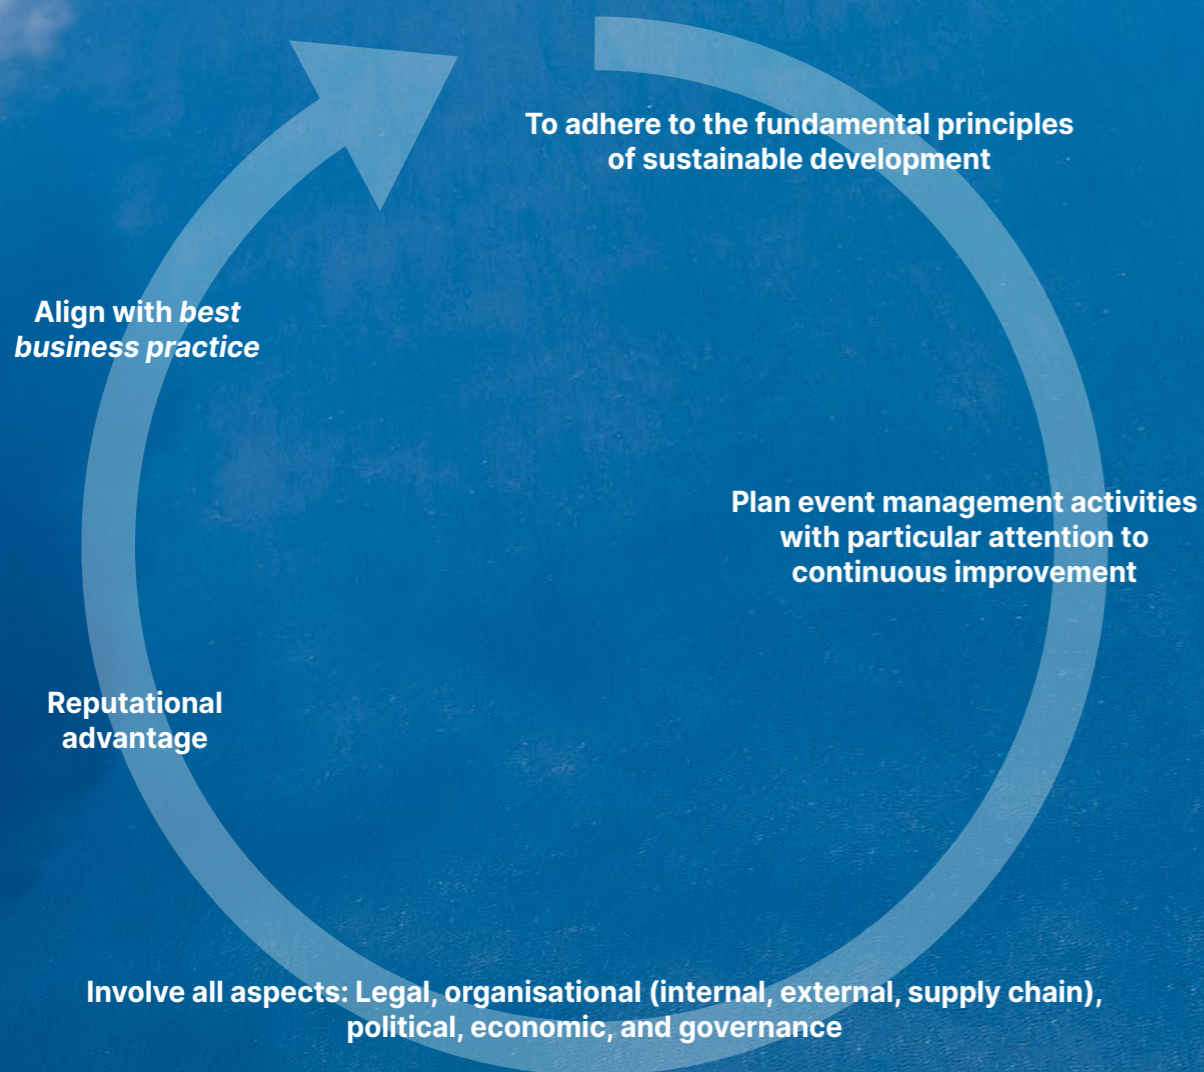 To adhere to the fundamental principles
of sustainable development
Plan event management activities
with particular attention to
continuous improvement
Involve all aspects: Legal, organisational (internal, external, supply chain),
political, economic, and governance
Reputational
advantage
Align with best
business practice